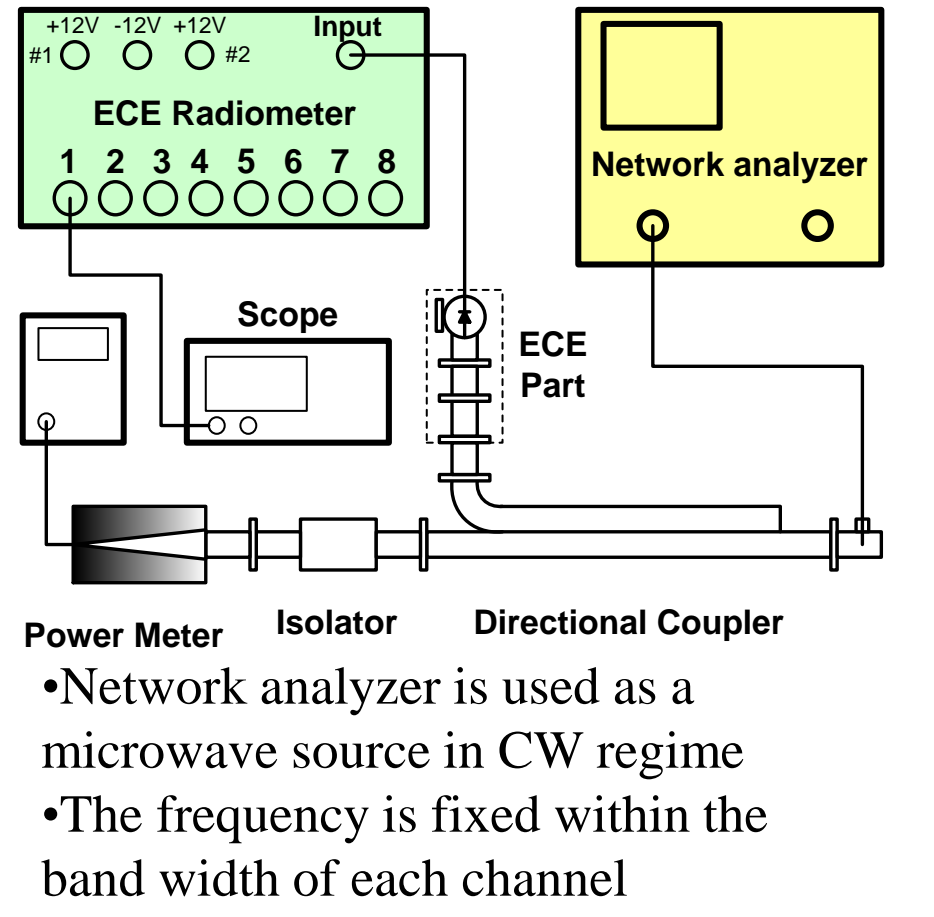 +12V -12V +12V Input
#1 #2
ECE Radiometer
1 2 3 4 5 6 7 8
Network analyzer
Scope
ECE
Part
Power Meter Isolator Directional Coupler
•Network analyzer is used as a
microwave source in CW regime
•The frequency is fixed within the
band width of each channel